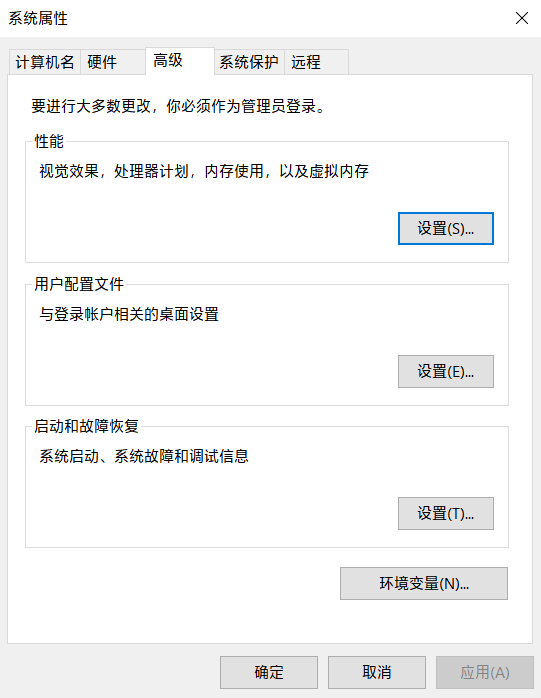 系统属性
计算机名 硬件 高级 系统保护 远程
要进行大多数更改，你必须作为管理员登录。
性能
视觉效果，处理器计划，内存使用，以及虚拟内存
设置(S)...
用户配置文件
与登录帐户相关的桌面设置
设置(E)...
启动和故障恢复
系统启动、系统故障和调试信息
设置(T)...
环境变量(N)...
确定 取消 应用(A)